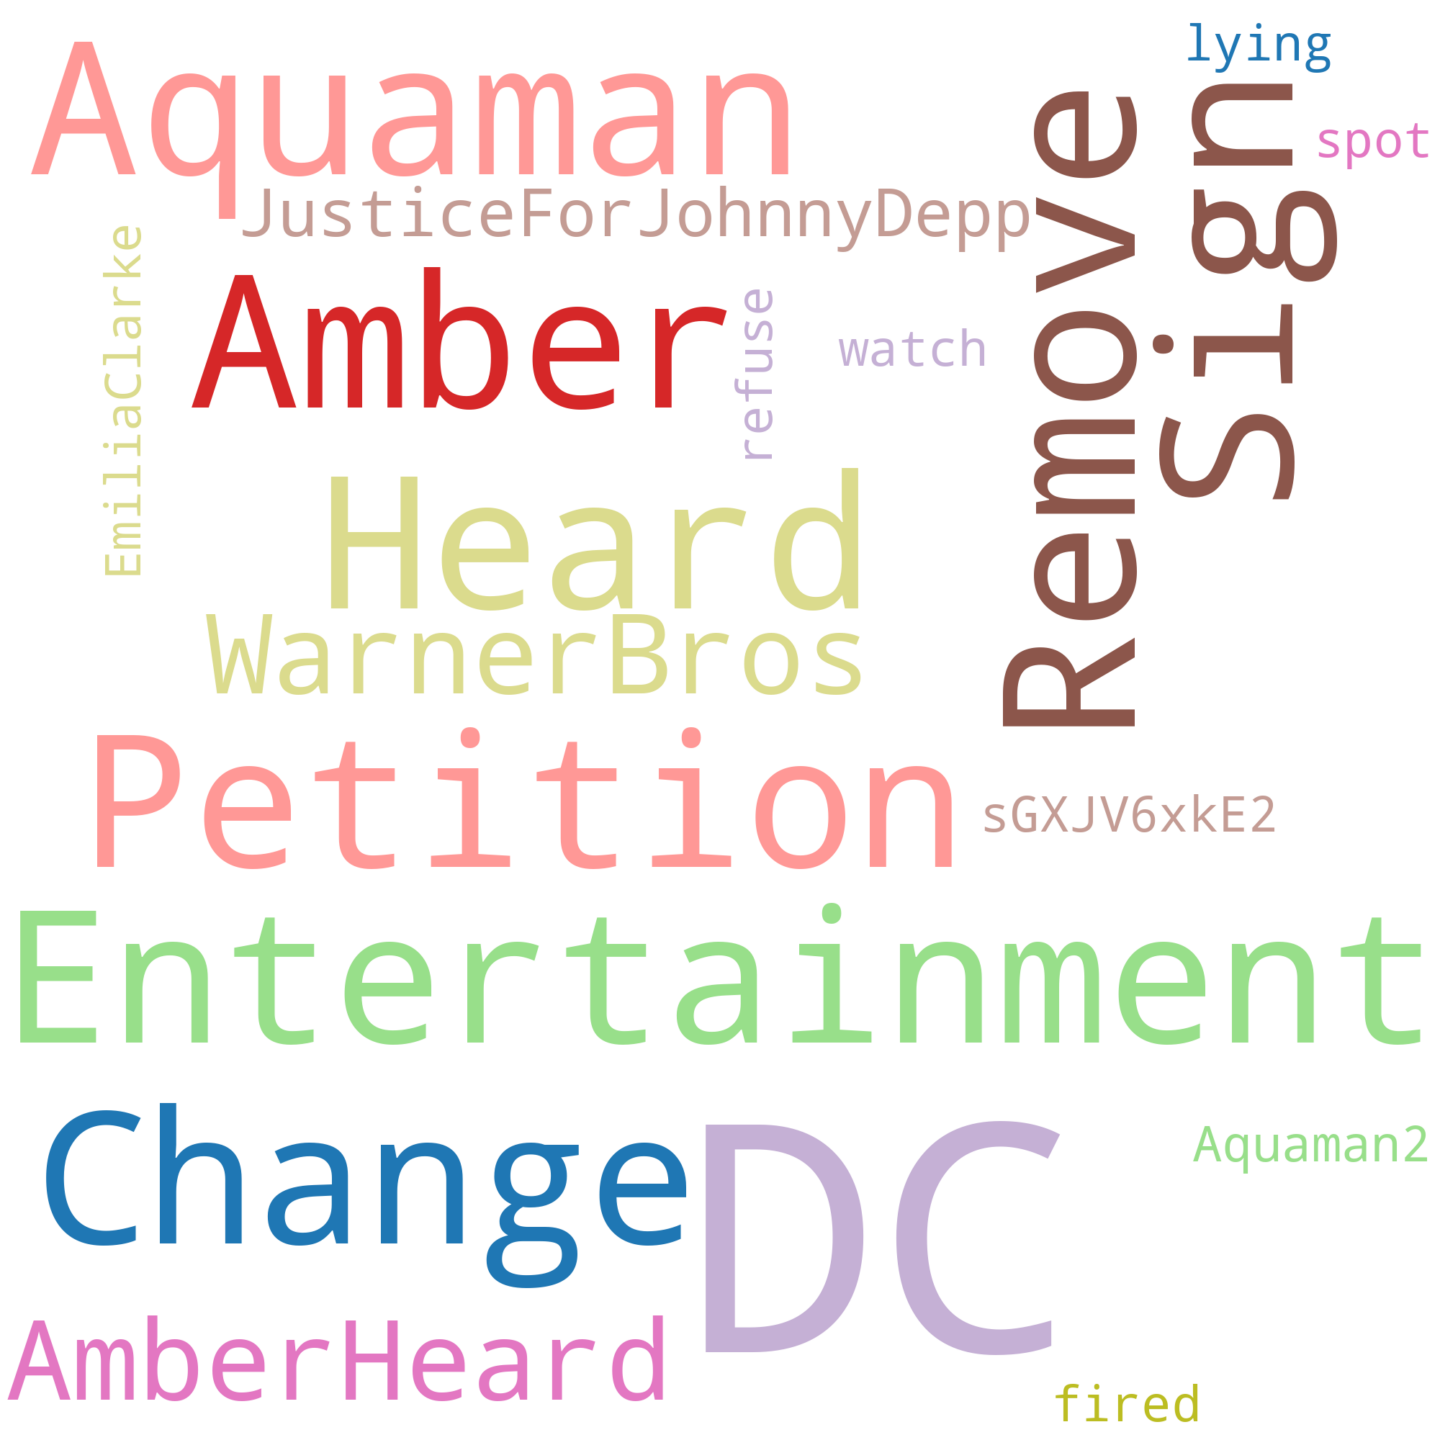 lying
Aquaman
Sign
spot
Remove
JusticeForJohnnyDepp
EmiliaClarke
Amber
refuse
watch
Heard
WarnerBros
Petition
sGXJV6xkE2
Entertainment
Change
DC
Aquaman2
AmberHeard
fired